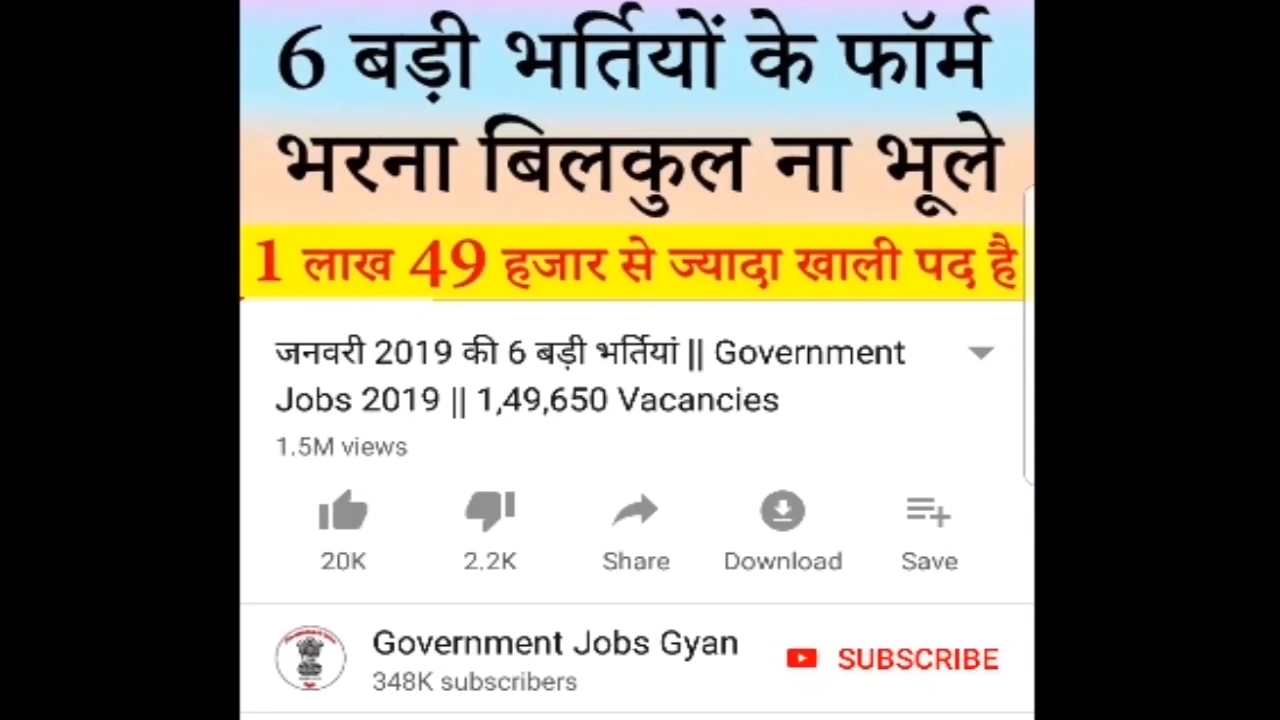 6 बड़ी भर्तियों के फॉर्म
भरना बिलकुल ना भूले
1 लाख 49 हजार से ज्यादा खाली पद है
जनवरी 2019 की 6 बड़ी भर्तियां || Government
Jobs 2019 || 1,49,650 Vacancies
1.5M views
20K 2.2K Share Download Save
Government Jobs Gyan
SUBSCRIBE
348K subscribers